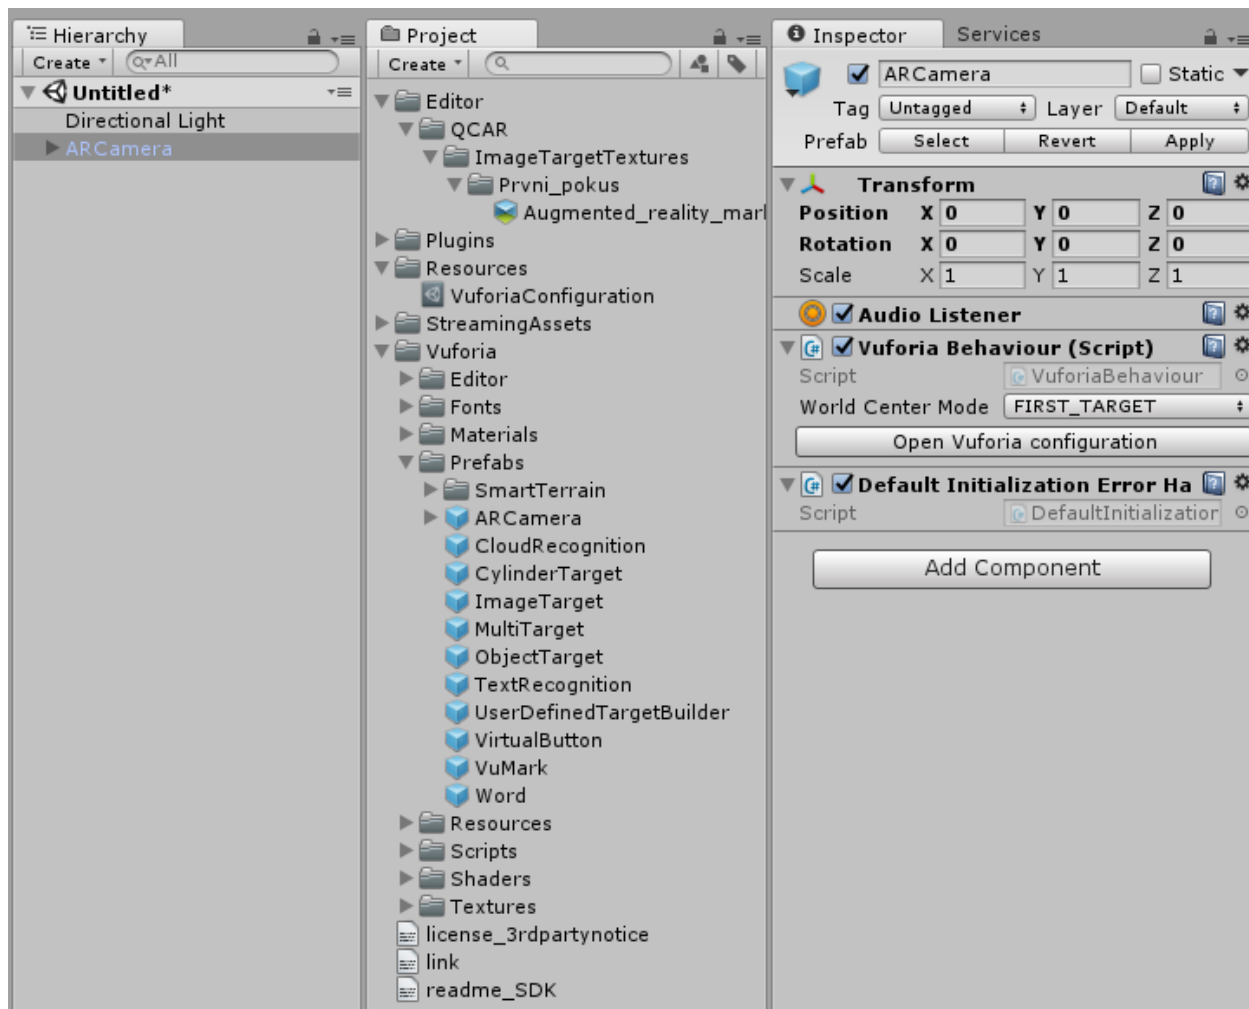 Hierarchy
Create
All
Untitled*
Directional Light
ARCamera
Project
Create
Editor
QCAR
ImageTargetTextures
Prvni_pokus
Augmented_reality_mar
Plugins
Resources
VuforiaConfiguration
StreamingAssets
Vuforia
Editor
Fonts
Materials
Prefabs
SmartTerrain
ARCamera
CloudRecognition
CylinderTarget
ImageTarget
MultiTarget
ObjectTarget
TextRecognition
UserDefinedTargetBuilder
VirtualButton
VuMark
Word
Resources
Scripts
Shaders
Textures
license_3rdpartynotice
link
readme_SDK
Inspector Services
ARCamera Static
Tag Untagged Layer Default
Prefab Select Revert Apply
Transform
Position X 0 Y 0 Z 0
Rotation X 0 Y 0 Z 0
Scale X 1 Y 1 Z 1
Audio Listener
Vuforia Behaviour (Script)
Script VuforiaBehaviour
World Center Mode FIRST_TARGET
Open Vuforia configuration
Default Initialization Error Ha
Script DefaultInitialization
Add Component